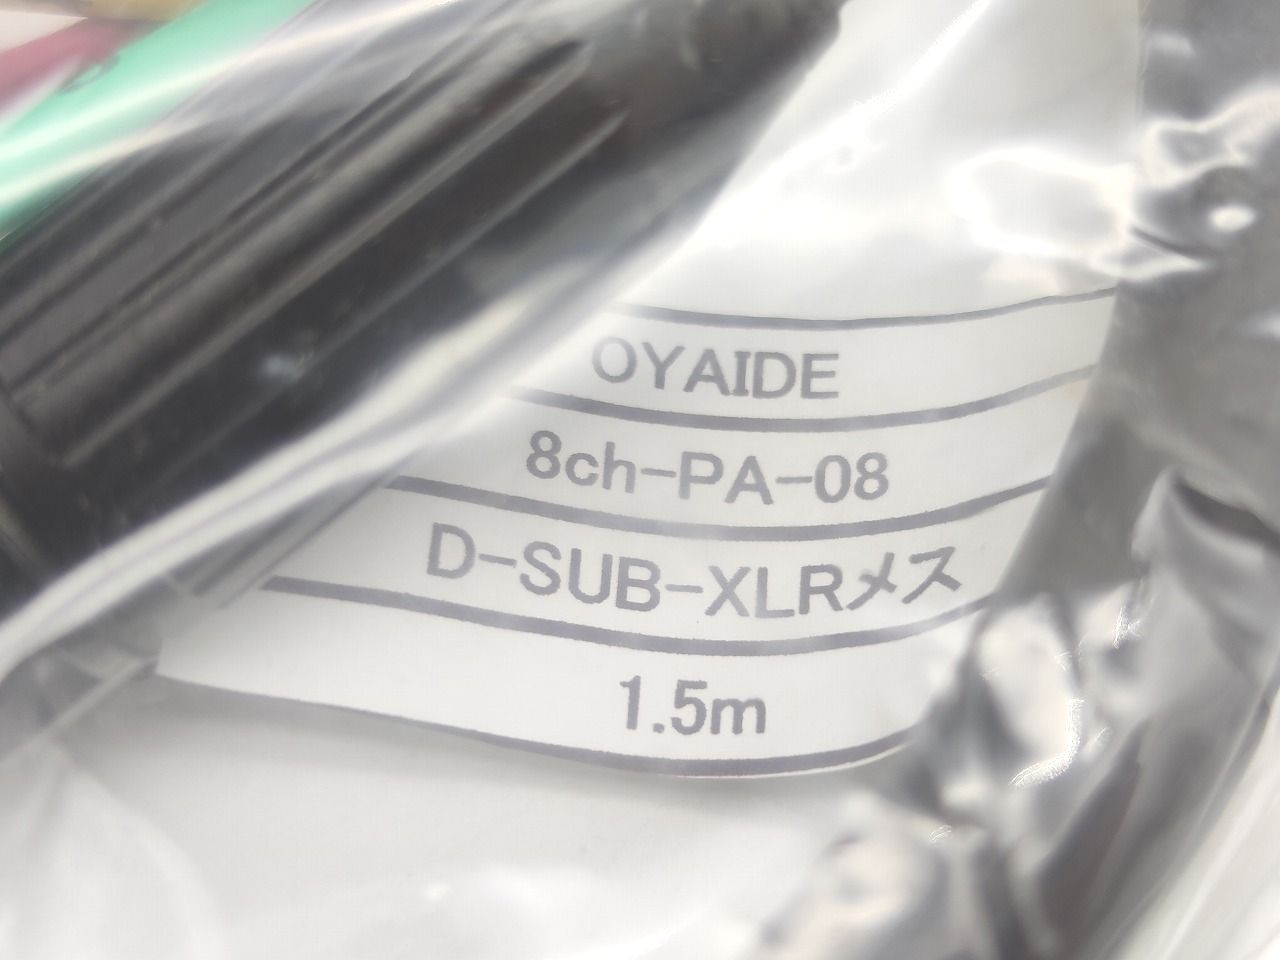 OYAIDE
8ch-PA-08
D-SUB-XLRメス
1.5m